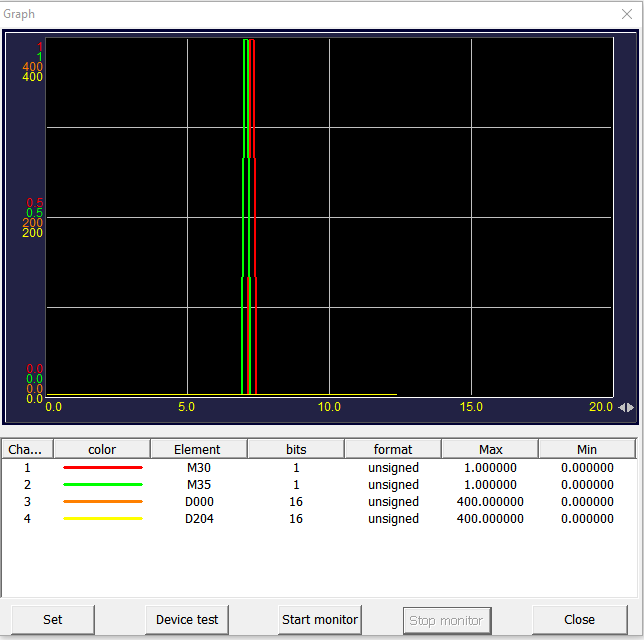 Graph
1
1
400
400
0.5
0.5
200
200
0.0
0.0
0.0
0.0
0.0 5.0 10.0 15.0 20.0
Cha... color Element bits format Max Min
1 M30 1 unsigned 1.000000 0.000000
2 M35 1 unsigned 1.000000 0.000000
3 D000 16 unsigned 400.000000 0.000000
4 D204 16 unsigned 400.000000 0.000000
Set Device test Start monitor Stop monitor Close